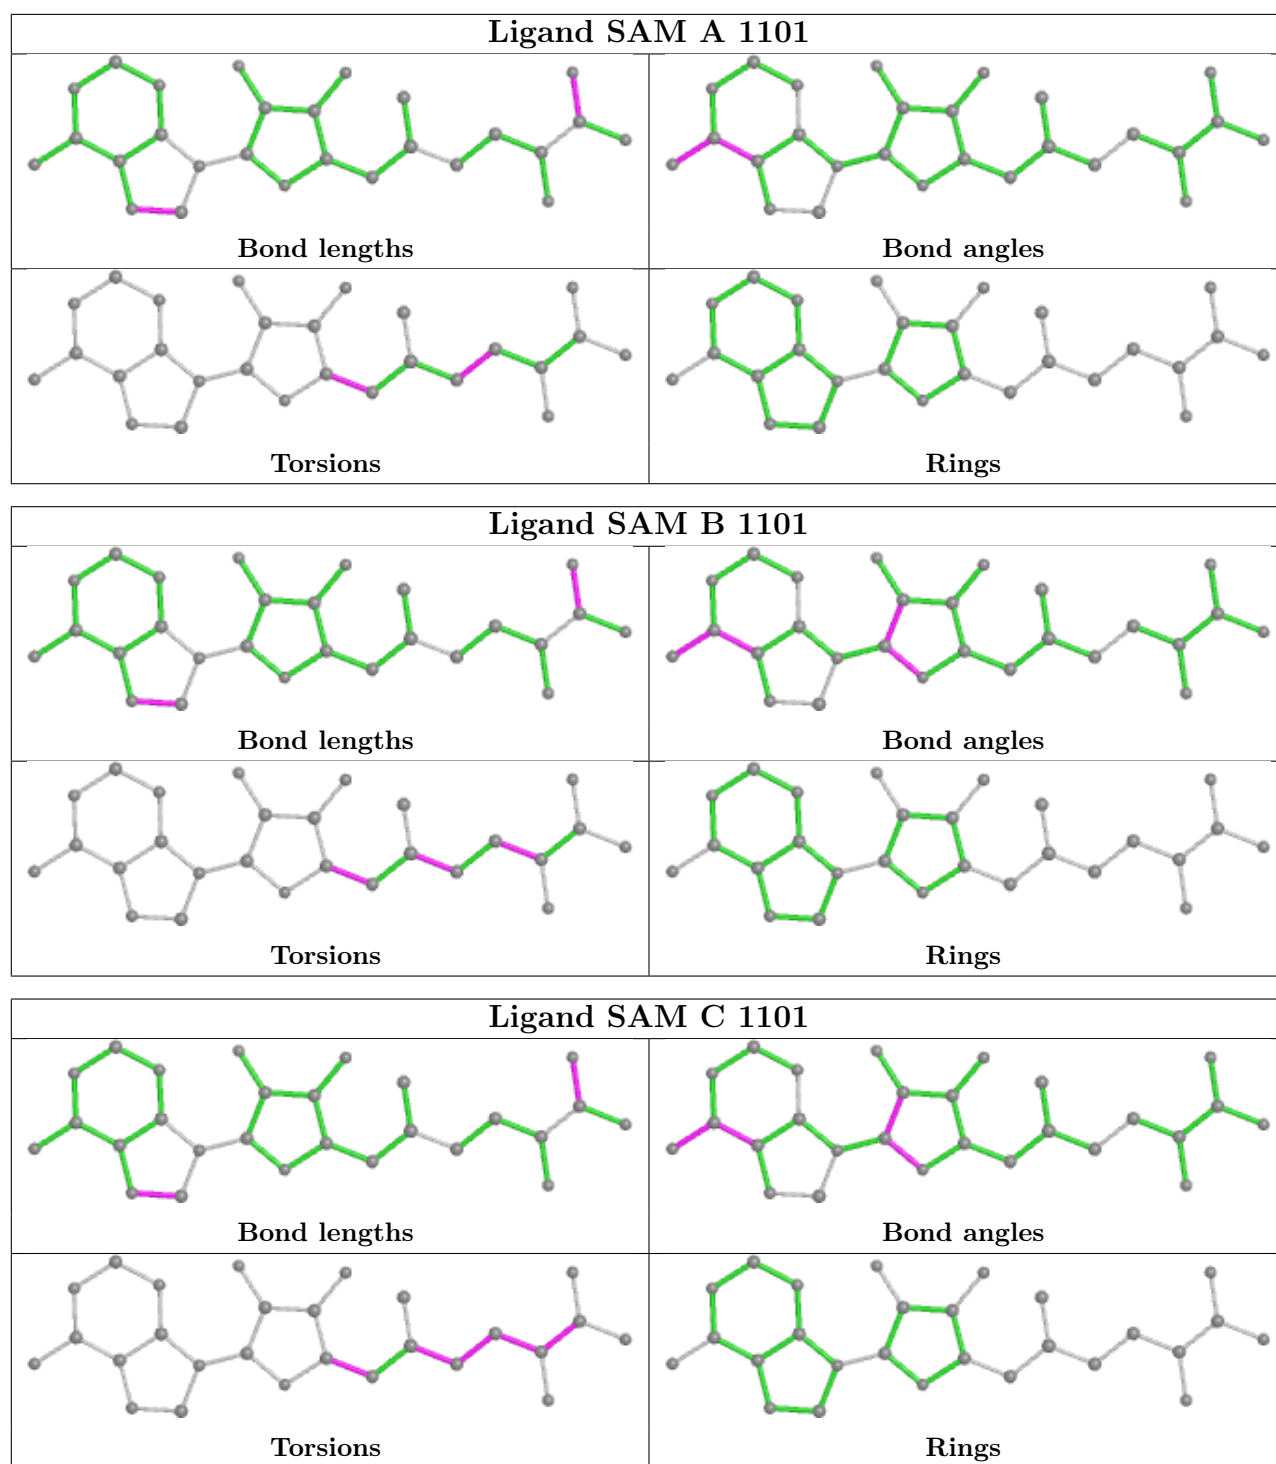 Ligand SAM A 1101
Bond lengths
Bond angles
Torsions
Rings
Ligand SAM B 1101
Bond lengths
Bond angles
Torsions
Rings
Ligand SAM C 1101
Bond lengths
Bond angles
Torsions
Rings